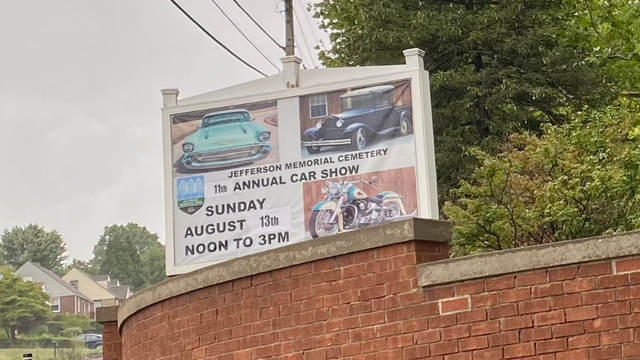 JEFFERSON MEMORIAL CEMETERY
11th ANNUAL CAR SHOW
SUNDAY
AUGUST 13th
NOON TO 3PM